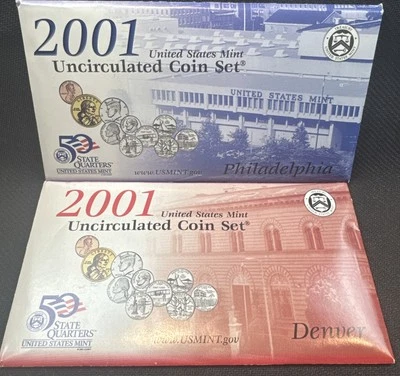 2001 United States Mint
Uncirculated Coin Set®
UNITED STATES MINT
50
STATE
QUARTERS
UNITED STATES MINT
www.USMINT.gov
Philadelphia
2001 United States Mint
Uncirculated Coin Set®
50
STATE
QUARTERS
UNITED STATES MINT
www.USMINT.gov
Denver